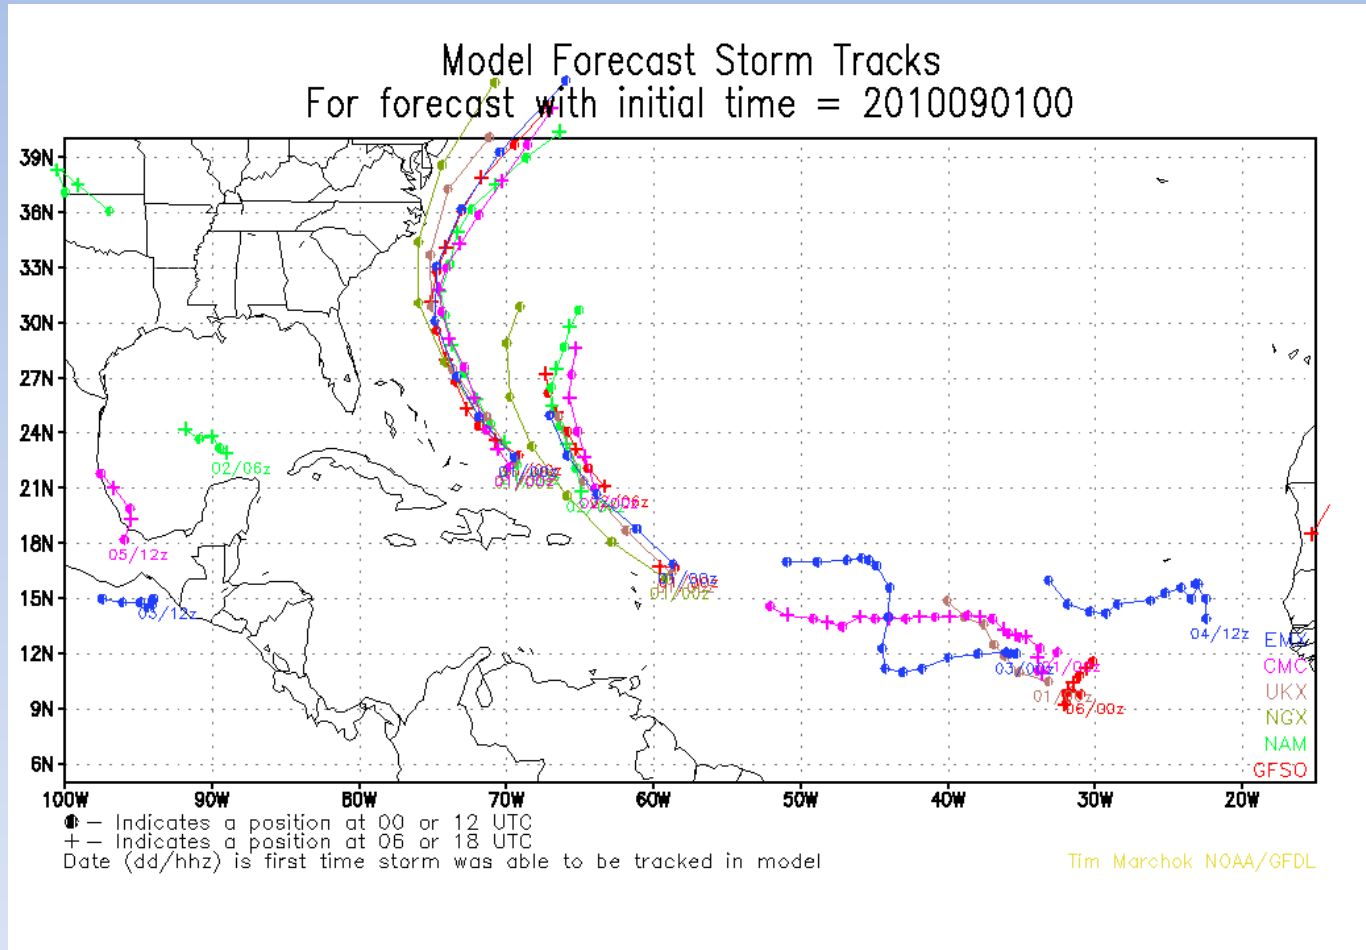 Model Forecast Storm Tracks
For forecast with initial time = 2010090100
39N
36N
33N
30N
27N
24N
21N
18N
15N
12N
9N
6N
02/06z
05/12z
03/12z
01/00z
01/00z
04/12z
06/00z
EMX
CMC
UKX
NGX
NAM
GFSO
100W 90W 80W 70W 60W 50W 40W 30W 20W
– Indicates a position at 00 or 12 UTC
+ – Indicates a position at 06 or 18 UTC
Date (dd/hhz) is first time storm was able to be tracked in model
Tim Marchok NOAA/GFDL